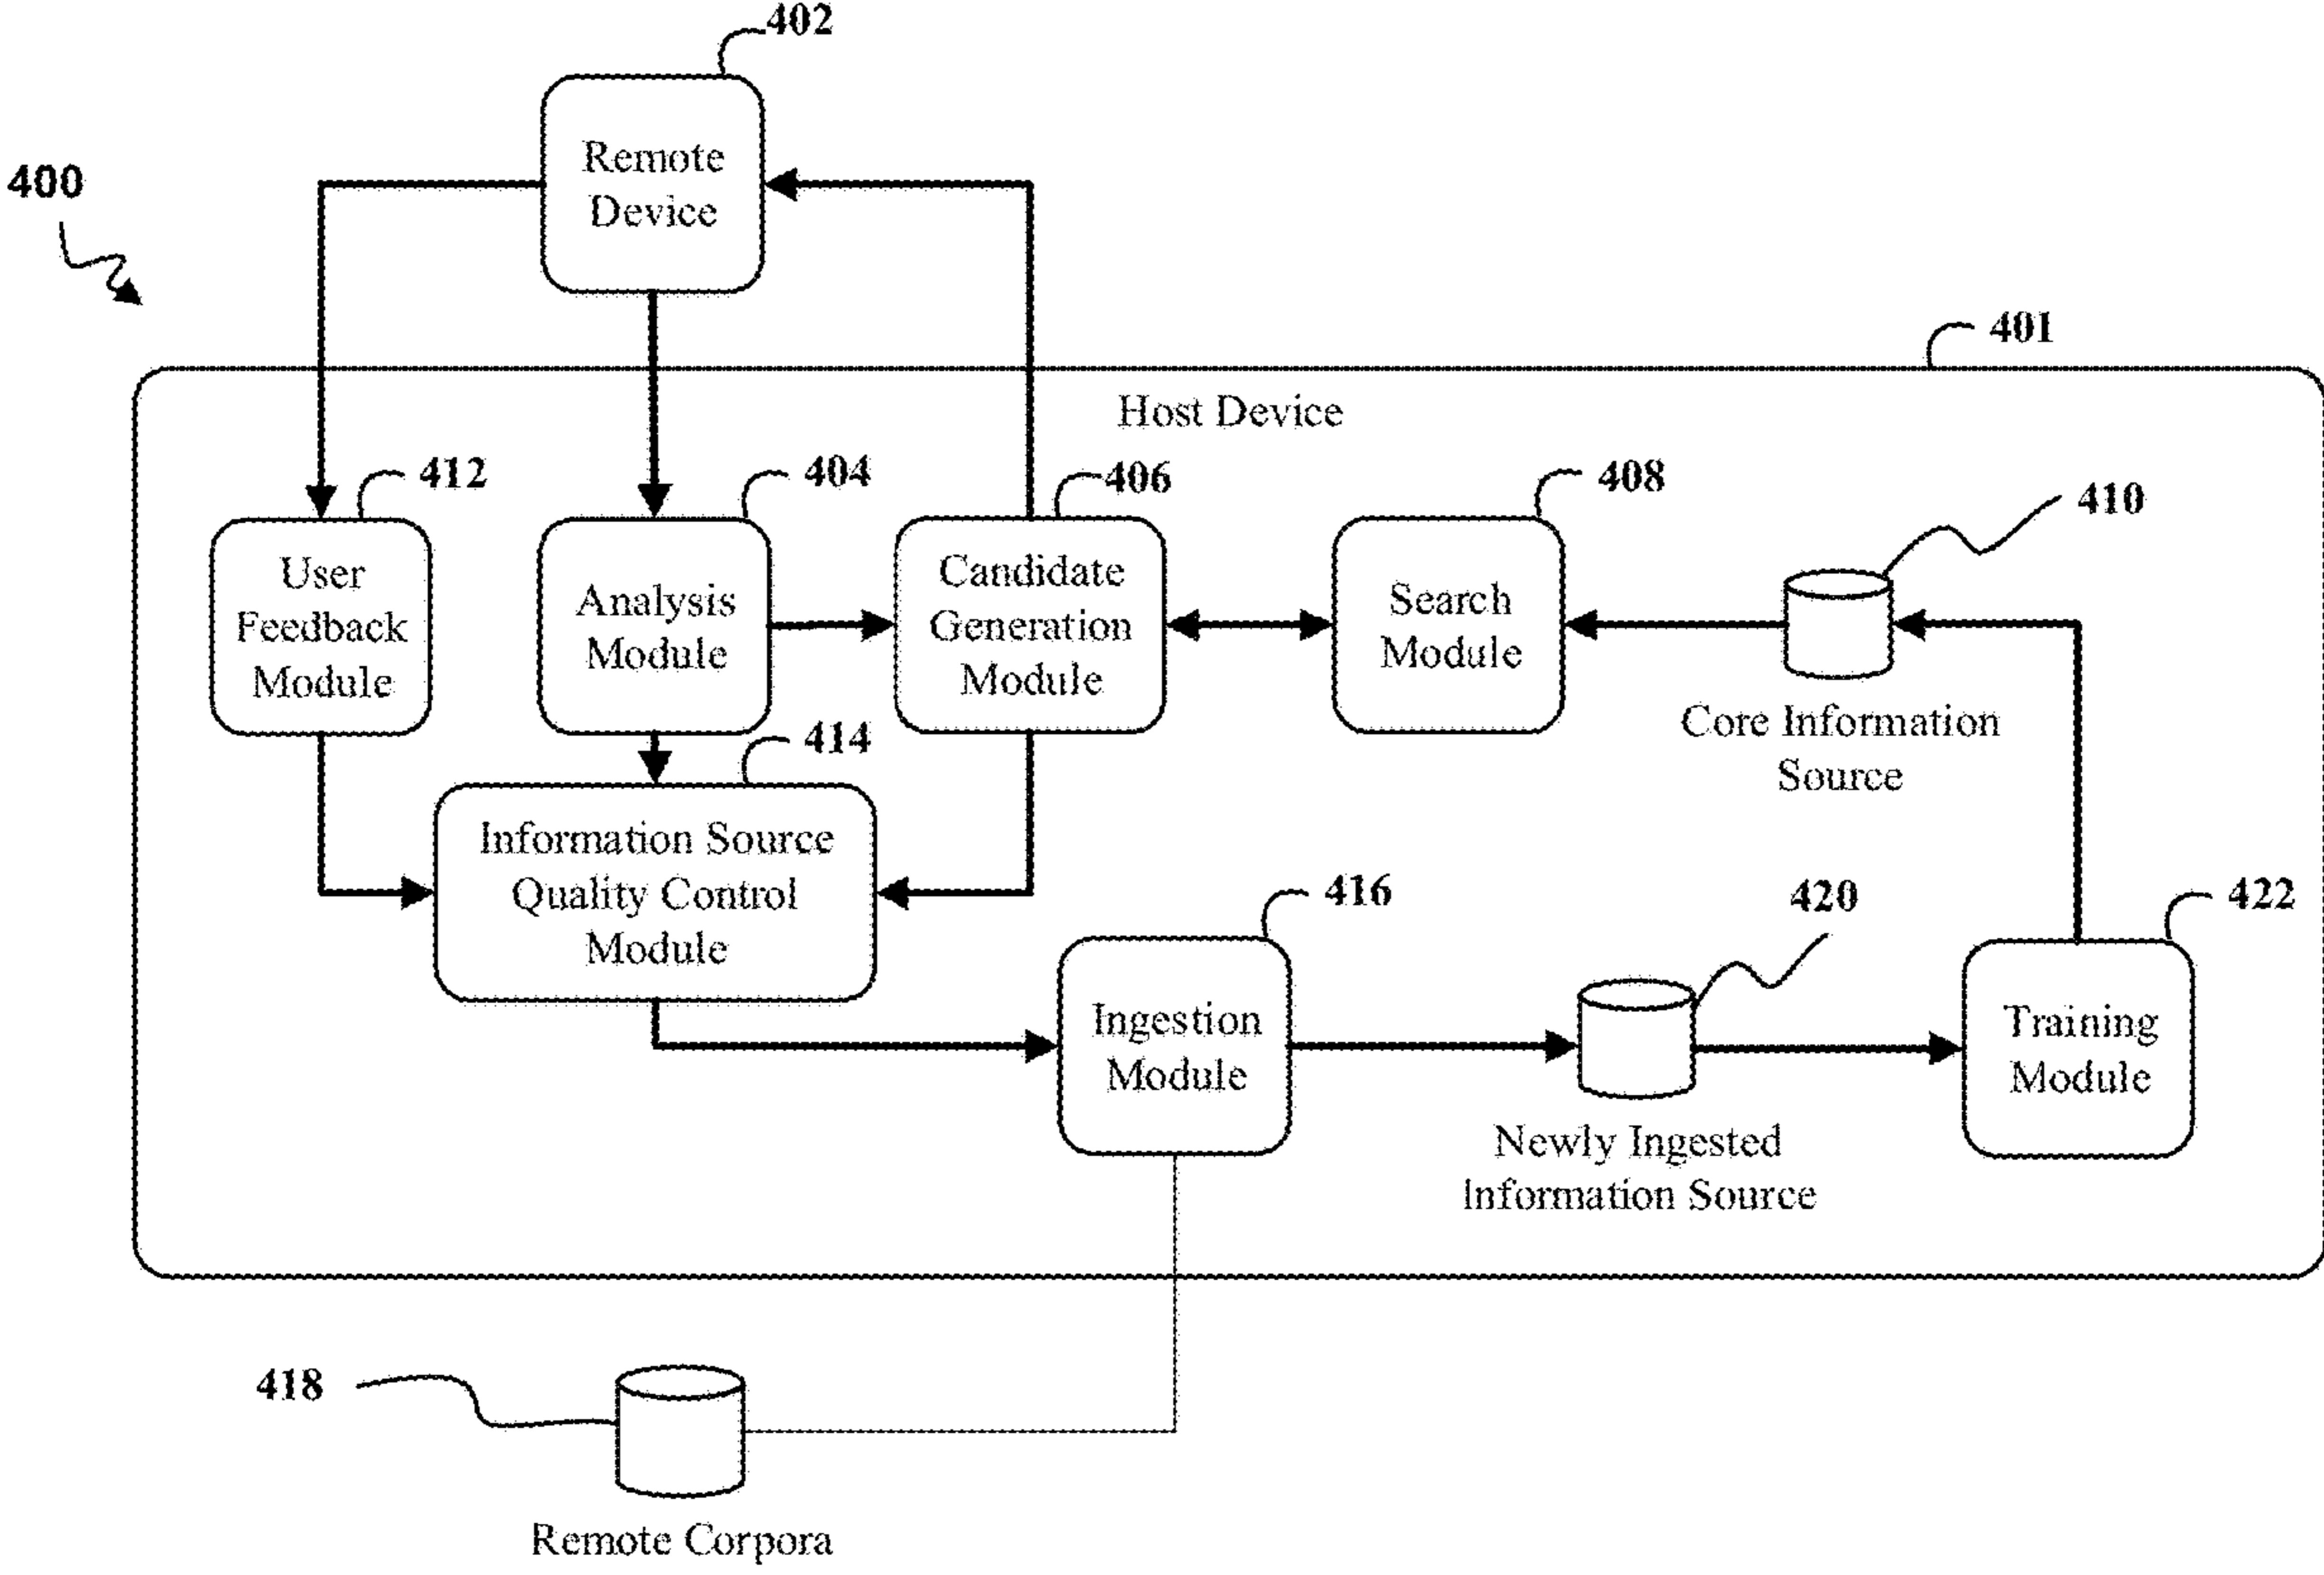 402
Remote
Device
400
401
Host Device
412
404
406
408
410
User
Feedback
Module
Analysis
Module
Candidate
Generation
Module
Search
Module
Core Information
Source
414
Information Source
Quality Control
Module
416
420
422
Ingestion
Module
Newly Ingested
Information Source
Training
Module
418
Remote Corpora